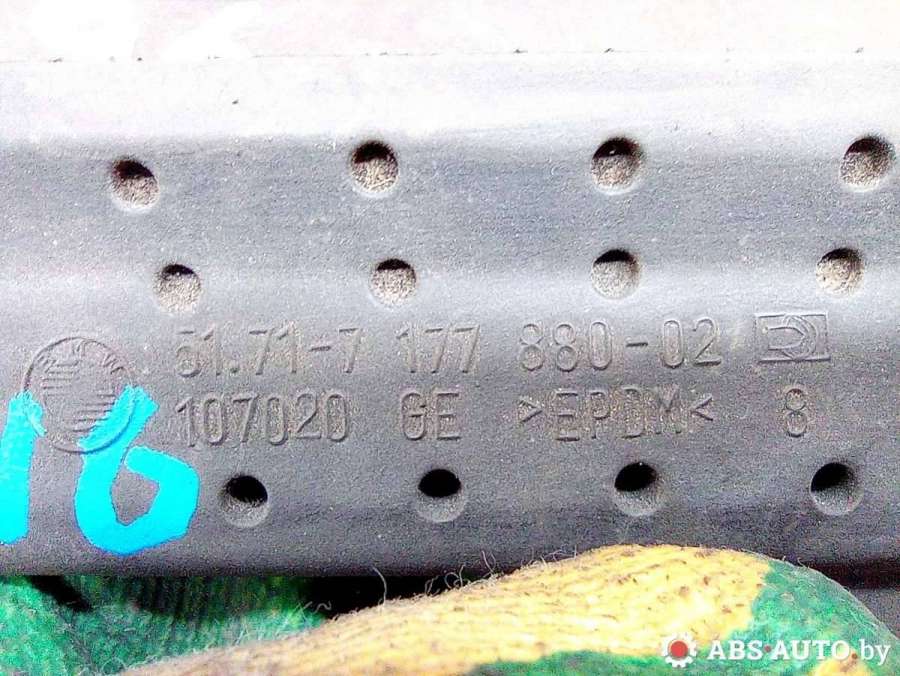 51.71-7 177 880-02
107020 GE >EPDM< 8
16
ABS-AUTO.by